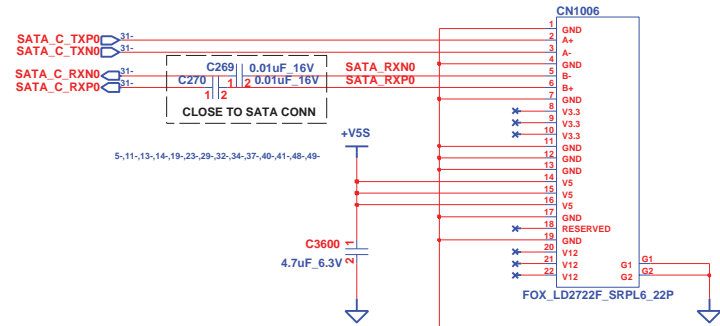 CN1006
SATA_C_TXP0 31- 1 GND
SATA_C_TXN0 31- 2 A+
3 A-
C269 0.01uF_16V SATA_RXN0 4 GND
SATA_C_RXN0 31- 5 B-
SATA_C_RXP0 31- C270 1 2 0.01uF_16V SATA_RXP0 6 B+
1 2 7 GND
CLOSE TO SATA CONN 8 V3.3
9 V3.3
+V5S 10 V3.3
11 GND
5-,11-,13-,14-,19-,23-,29-,32-,34-,37-,40-,41-,48-,49- 12 GND
13 GND
14 V5
15 V5
16 V5
17 GND
18 RESERVED
C3600 1 19 GND
20 V12
4.7uF_6.3V 2 21 V12 G1 G1
22 V12 G2 G2
FOX_LD2722F_SRPL6_22P